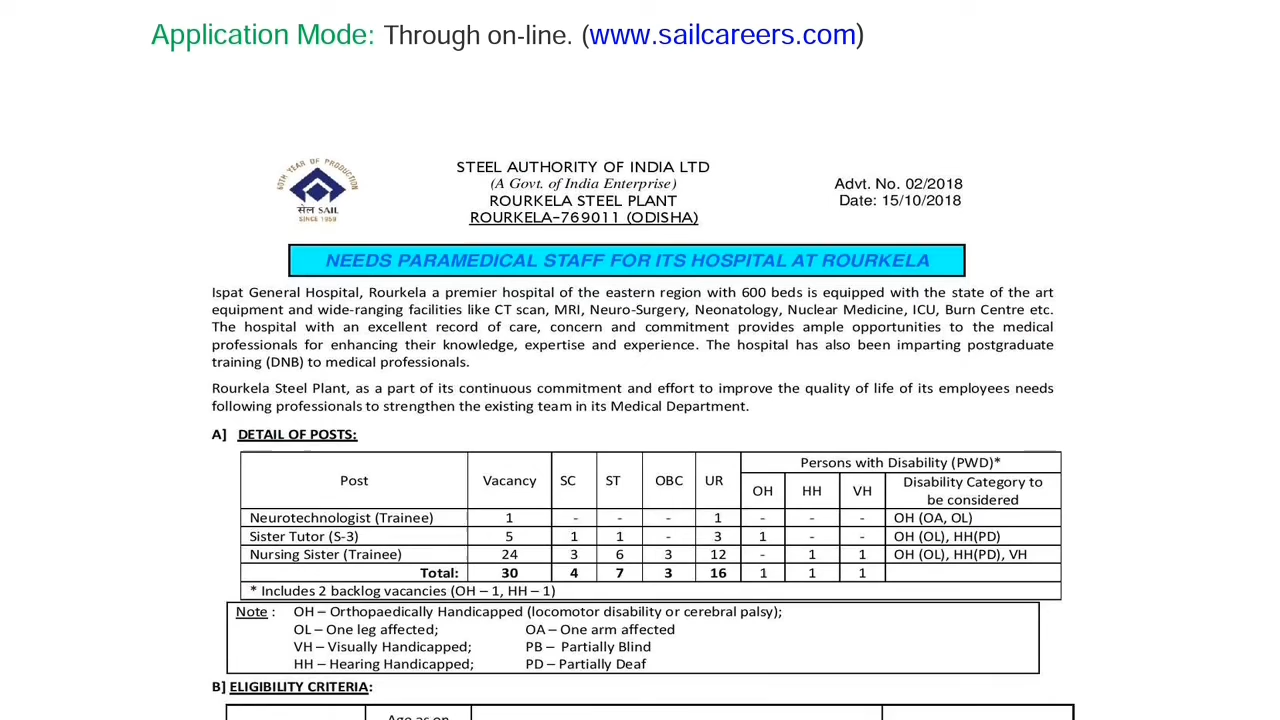 Application Mode: Through on-line. (www.sailcareers.com)
60TH YEAR OF PRODUCTION
सेल SAIL
SINCE 1959
STEEL AUTHORITY OF INDIA LTD
(A Govt. of India Enterprise)
ROURKELA STEEL PLANT
ROURKELA-769011 (ODISHA)
Advt. No. 02/2018
Date: 15/10/2018
NEEDS PARAMEDICAL STAFF FOR ITS HOSPITAL AT ROURKELA
Ispat General Hospital, Rourkela a premier hospital of the eastern region with 600 beds is equipped with the state of the art
equipment and wide-ranging facilities like CT scan, MRI, Neuro-Surgery, Neonatology, Nuclear Medicine, ICU, Burn Centre etc.
The hospital with an excellent record of care, concern and commitment provides ample opportunities to the medical
professionals for enhancing their knowledge, expertise and experience. The hospital has also been imparting postgraduate
training (DNB) to medical professionals.
Rourkela Steel Plant, as a part of its continuous commitment and effort to improve the quality of life of its employees needs
following professionals to strengthen the existing team in its Medical Department.
A] DETAIL OF POSTS:
Post Vacancy SC ST OBC UR Persons with Disability (PWD)*
OH HH VH Disability Category to be considered
Neurotechnologist (Trainee) 1 - - - 1 - - - OH (OA, OL)
Sister Tutor (S-3) 5 1 1 - 3 1 - - OH (OL), HH(PD)
Nursing Sister (Trainee) 24 3 6 3 12 - 1 1 OH (OL), HH(PD), VH
Total: 30 4 7 3 16 1 1 1
* Includes 2 backlog vacancies (OH – 1, HH – 1)
Note : OH – Orthopaedically Handicapped (locomotor disability or cerebral palsy);
OL – One leg affected; OA – One arm affected
VH – Visually Handicapped; PB – Partially Blind
HH – Hearing Handicapped; PD – Partially Deaf
B] ELIGIBILITY CRITERIA:
Age as on